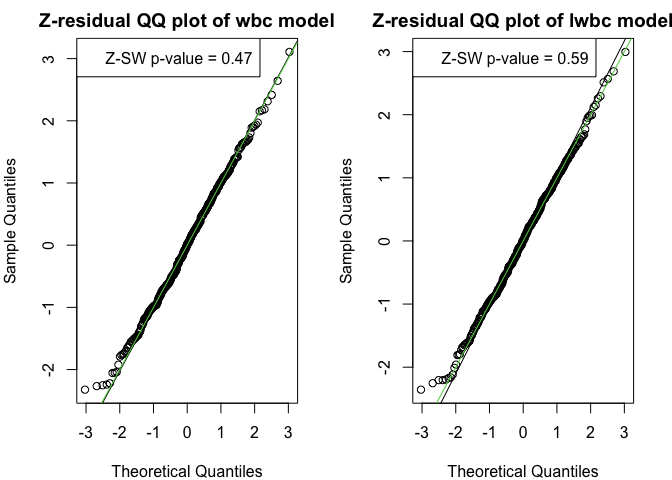 Z-residual QQ plot of wbc model
Z-SW p-value = 0.47
Sample Quantiles
3
2
1
0
-1
-2
-3 -2 -1 0 1 2 3
Theoretical Quantiles
Z-residual QQ plot of lwbc model
Z-SW p-value = 0.59
Sample Quantiles
3
2
1
0
-1
-2
-3 -2 -1 0 1 2 3
Theoretical Quantiles